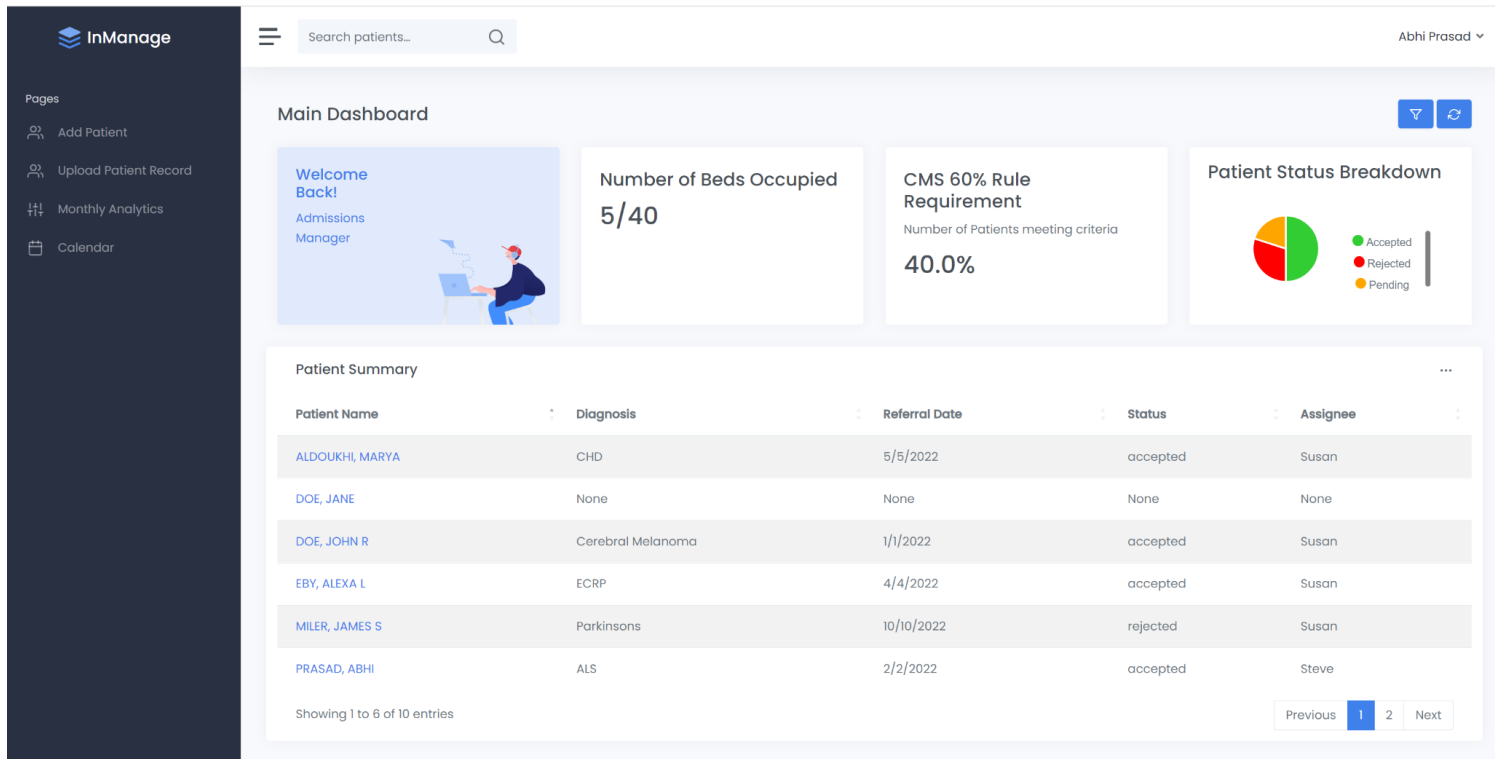 InManage
Search patients...
Abhi Prasad
Pages
Add Patient
Upload Patient Record
Monthly Analytics
Calendar
Main Dashboard
Welcome
Back!
Admissions
Manager
Number of Beds Occupied
5/40
CMS 60% Rule
Requirement
Number of Patients meeting criteria
40.0%
Patient Status Breakdown
Accepted
Rejected
Pending
Patient Summary
...
Patient Name Diagnosis Referral Date Status Assignee
ALDOUKHI, MARYA CHD 5/5/2022 accepted Susan
DOE, JANE None None None None
DOE, JOHN R Cerebral Melanoma 1/1/2022 accepted Susan
EBY, ALEXA L ECRP 4/4/2022 accepted Susan
MILER, JAMES S Parkinsons 10/10/2022 rejected Susan
PRASAD, ABHI ALS 2/2/2022 accepted Steve
Showing 1 to 6 of 10 entries
Previous 1 2 Next